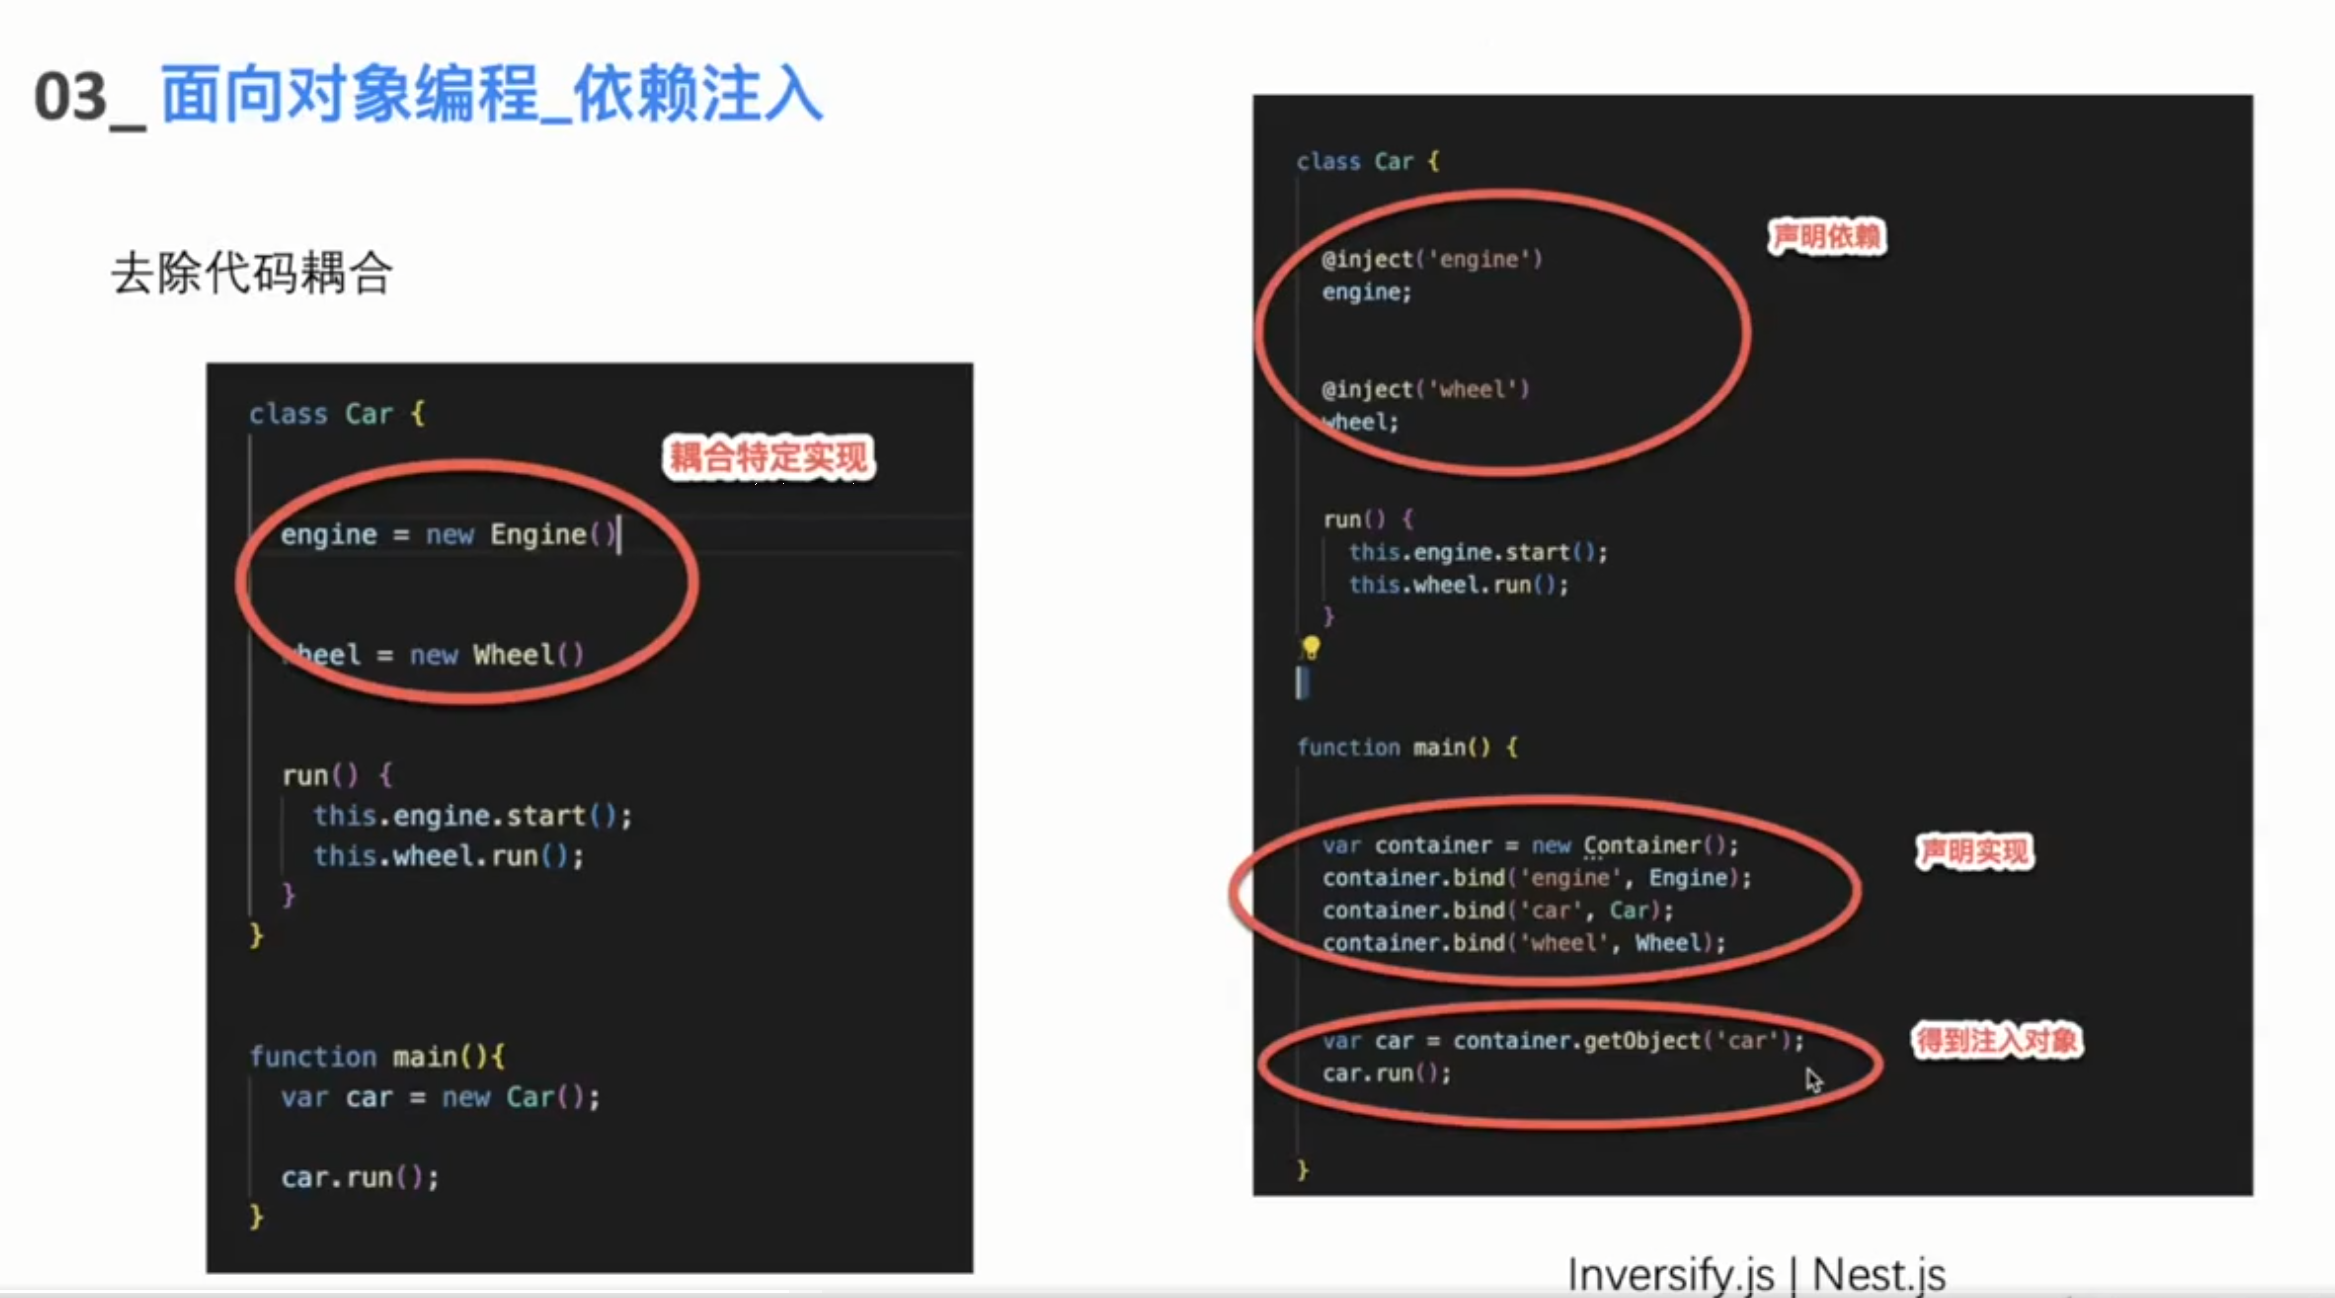 03_ 面向对象编程_依赖注入
去除代码耦合
class Car {
耦合特定实现
engine = new Engine()
wheel = new Wheel()
run() {
this.engine.start();
this.wheel.run();
}
}
function main(){
var car = new Car();
car.run();
}
class Car {
声明依赖
@inject('engine')
engine;
@inject('wheel')
wheel;
run() {
this.engine.start();
this.wheel.run();
}
function main() {
var container = new Container();
声明实现
container.bind('engine', Engine);
container.bind('car', Car);
container.bind('wheel', Wheel);
var car = container.getObject('car');
得到注入对象
car.run();
}
Inversify.js | Nest.js